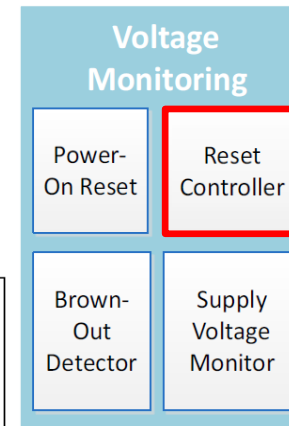 Voltage
Monitoring
Power-
On Reset
Reset
Controller
Brown-
Out
Detector
Supply
Voltage
Monitor